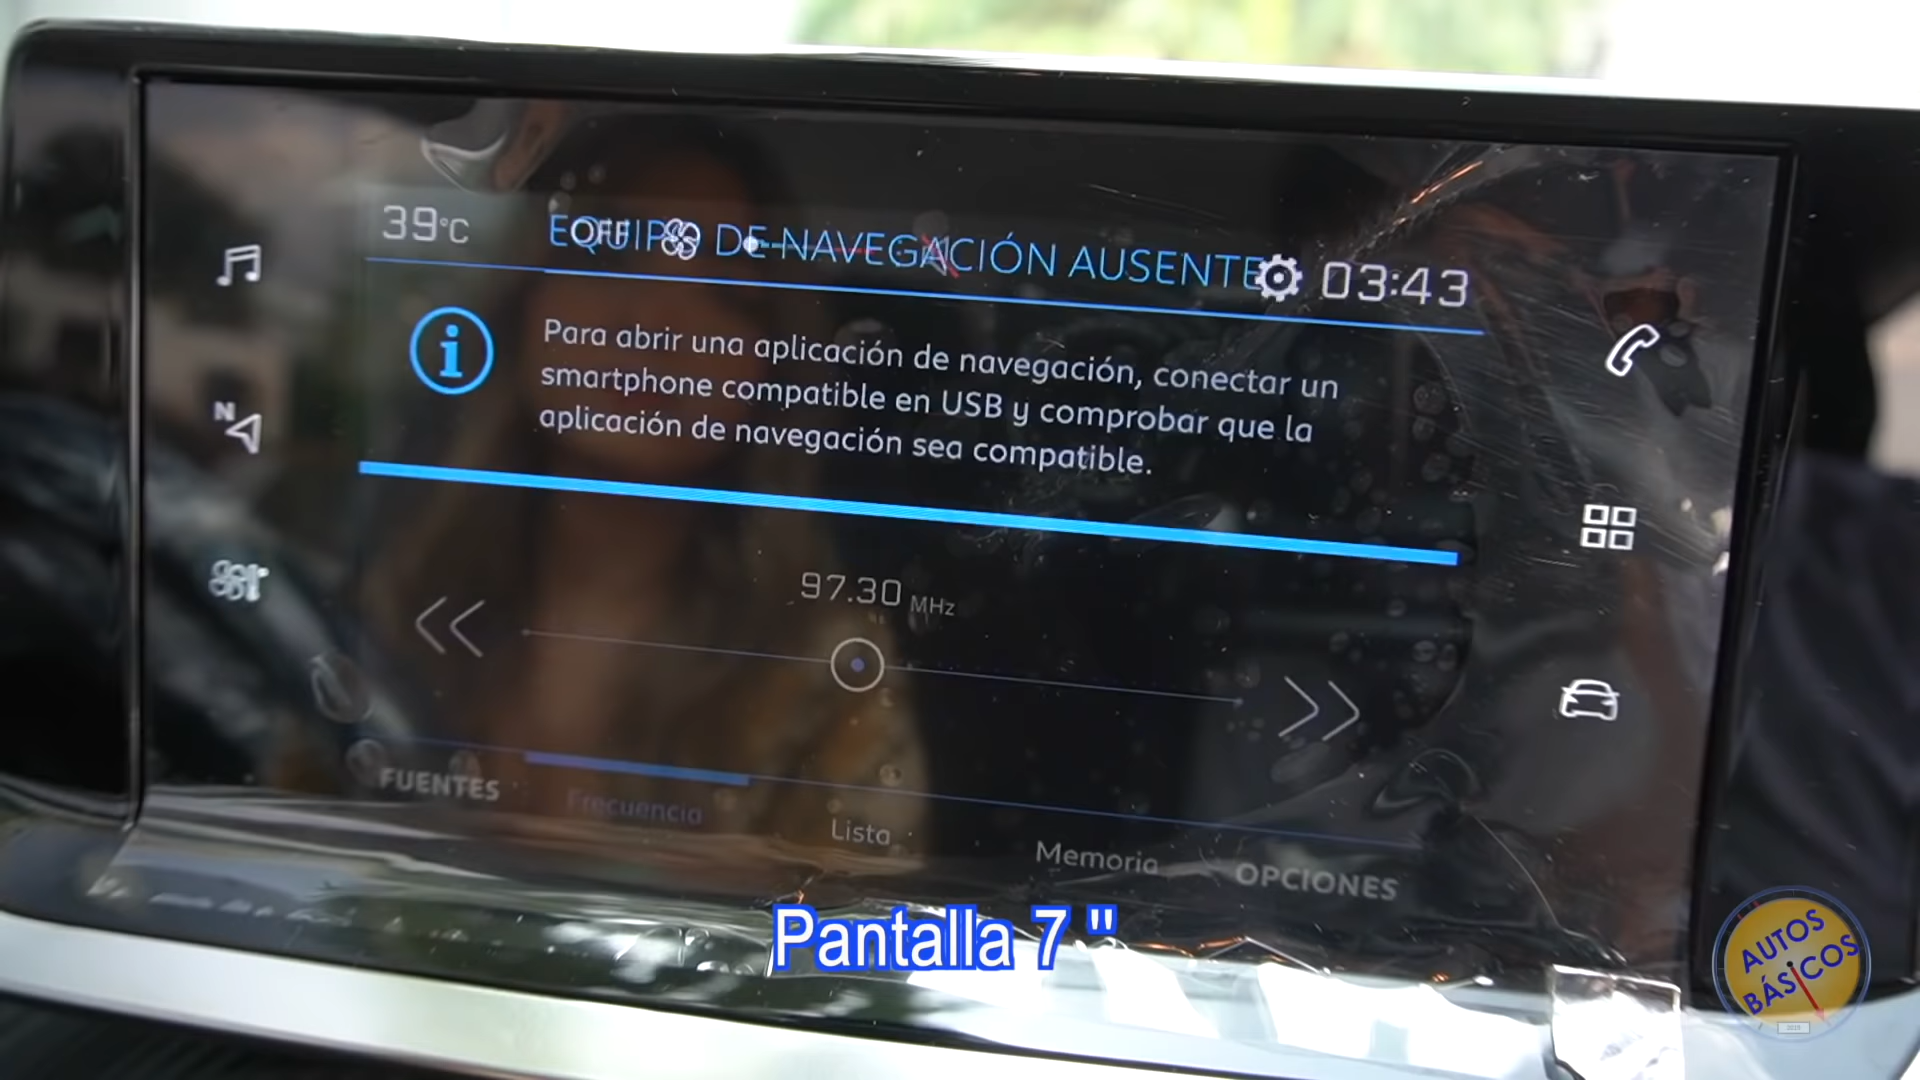 39°C
OFF
EQUIPO DE NAVEGACIÓN AUSENTE
03:43
Para abrir una aplicación de navegación, conectar un
smartphone compatible en USB y comprobar que la
aplicación de navegación sea compatible.
N
97.30 MHz
FUENTES
Frecuencia
Lista
Memoria
OPCIONES
Pantalla 7 "
AUTOS
BÁSICOS